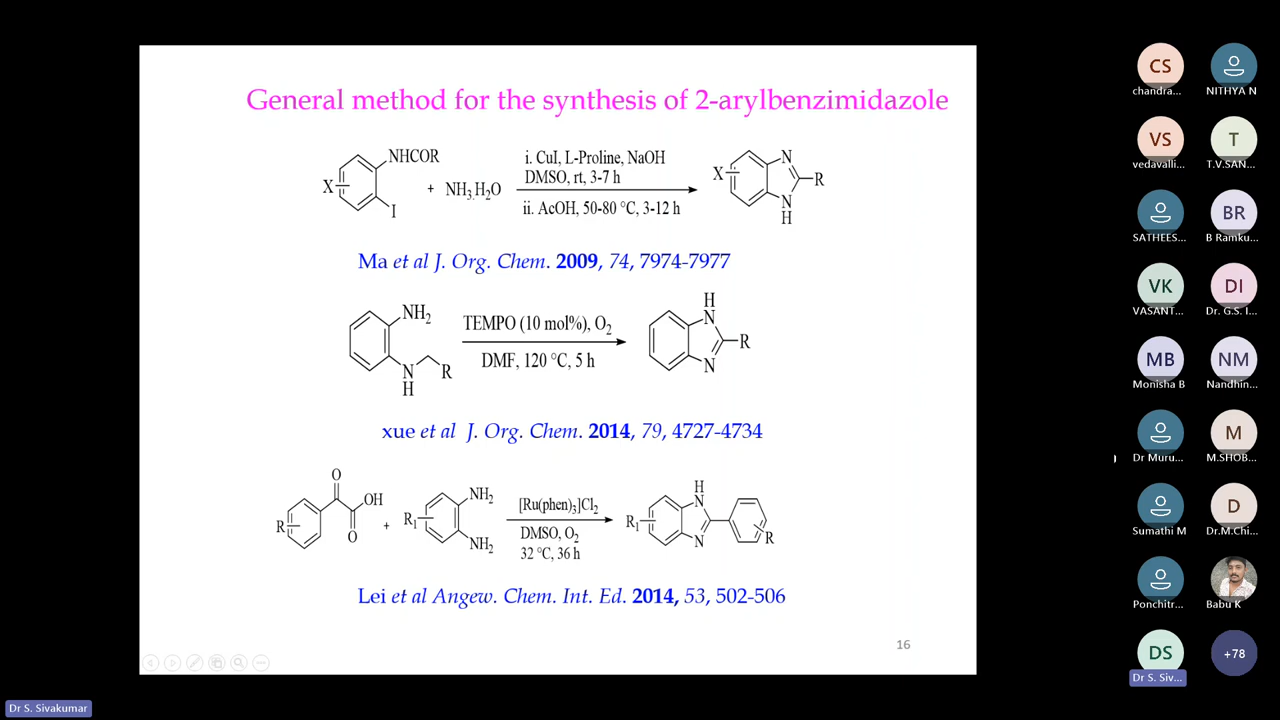 General method for the synthesis of 2-arylbenzimidazole
NHCOR
X
I
+ NH3.H2O
i. CuI, L-Proline, NaOH
DMSO, rt, 3-7 h
ii. AcOH, 50-80 °C, 3-12 h
X
N
R
N
H
Ma et al J. Org. Chem. 2009, 74, 7974-7977
NH2
N
H
R
TEMPO (10 mol%), O2
DMF, 120 °C, 5 h
H
N
R
N
xue et al J. Org. Chem. 2014, 79, 4727-4734
O
OH
R
O
+
R1
NH2
NH2
[Ru(phen)3]Cl2
DMSO, O2
32 °C, 36 h
H
N
R1
N
R
Lei et al Angew. Chem. Int. Ed. 2014, 53, 502-506
16
CS
chandra...
NITHYA N
VS
vedavalli...
T
T.V.SAN...
SATHEES...
BR
B Ramku...
VK
VASANT...
DI
Dr. G.S. I...
MB
Monisha B
NM
Nandhin...
Dr Muru...
M
M.SHOB...
Sumathi M
D
Dr.M.Chi...
Ponchitr...
Babu K
DS
Dr S. Siv...
+78
Dr S. Sivakumar